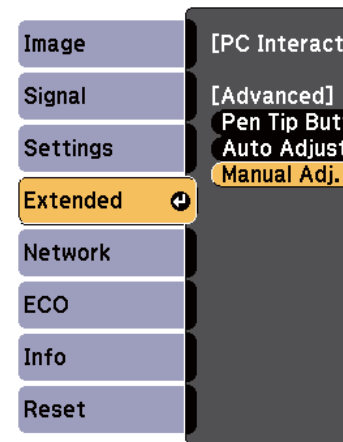 Image
Signal
Settings
Extended
Network
ECO
Info
Reset
[PC Interact
[Advanced]
Pen Tip But
Auto Adjust
Manual Adj.